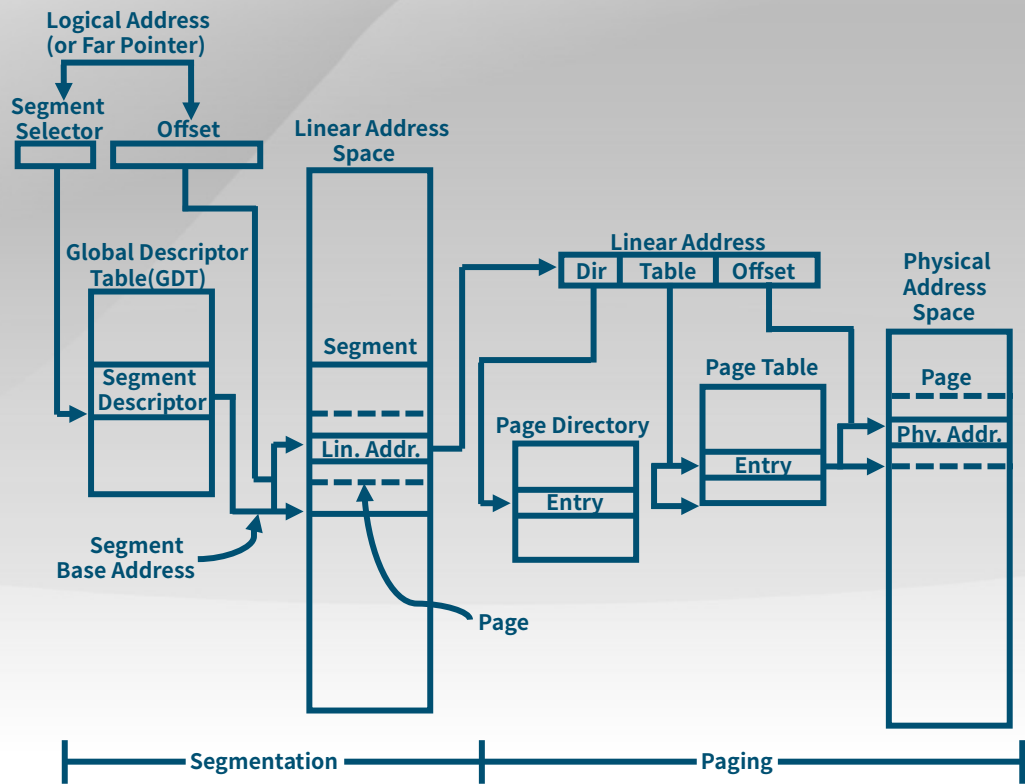 Logical Address
(or Far Pointer)
Segment
Selector
Offset
Linear Address
Space
Global Descriptor
Table(GDT)
Segment
Descriptor
Segment
Base Address
Segment
Lin. Addr.
Page
Linear Address
Dir
Table
Offset
Page Directory
Entry
Page Table
Entry
Physical
Address
Space
Page
Phy. Addr.
Segmentation
Paging